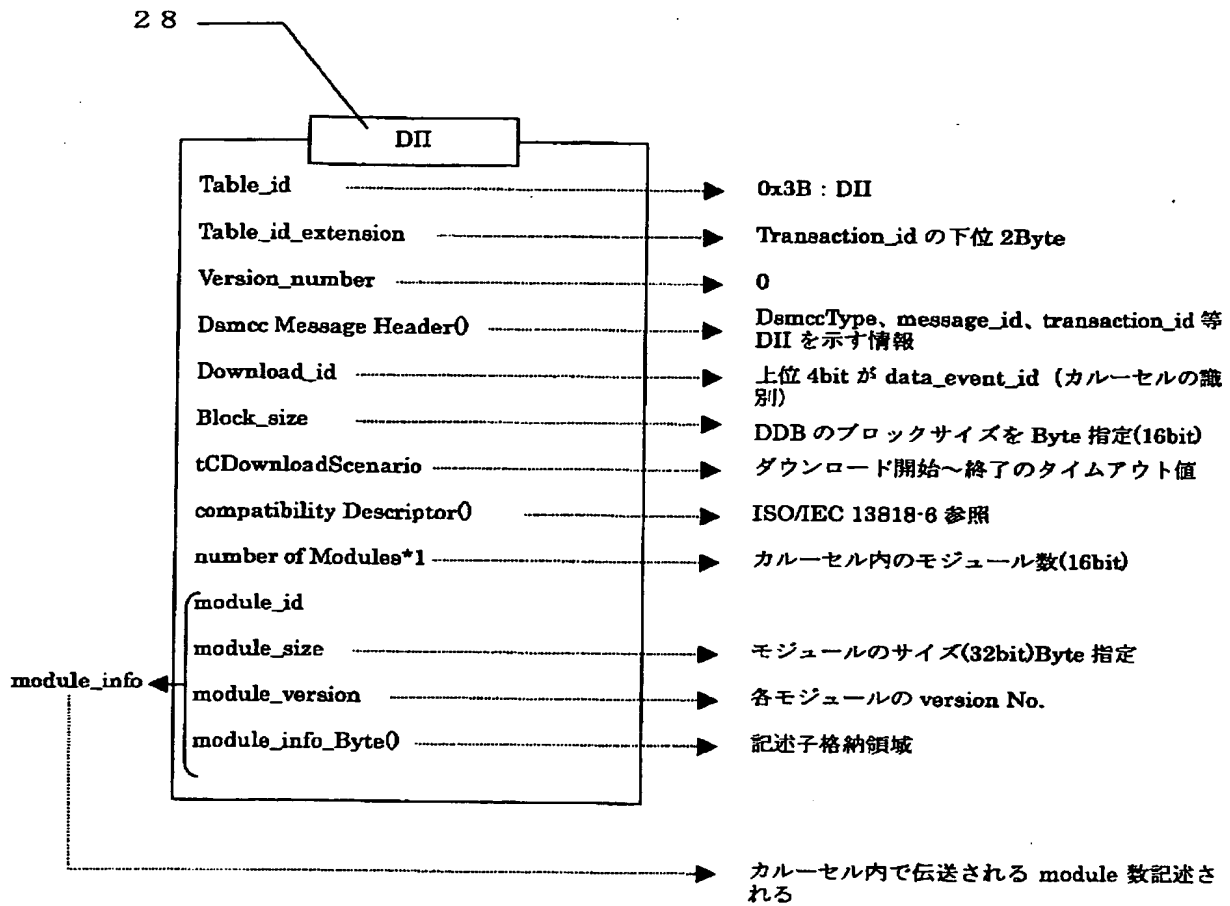 ２８
DII
Table_id
0x3B : DII
Table_id_extension
Transaction_id の下位 2Byte
Version_number
0
Dsmcc Message Header()
DsmccType、message_id、transaction_id 等
DII を示す情報
Download_id
上位 4bit が data_event_id（カルーセルの識
別）
Block_size
DDB のブロックサイズを Byte 指定(16bit)
tCDownloadScenario
ダウンロード開始～終了のタイムアウト値
compatibility Descriptor()
ISO/IEC 13818-6 参照
number of Modules*1
カルーセル内のモジュール数(16bit)
module_id
module_size
モジュールのサイズ(32bit)Byte 指定
module_info
module_version
各モジュールの version No.
module_info_Byte()
記述子格納領域
カルーセル内で伝送される module 数記述さ
れる